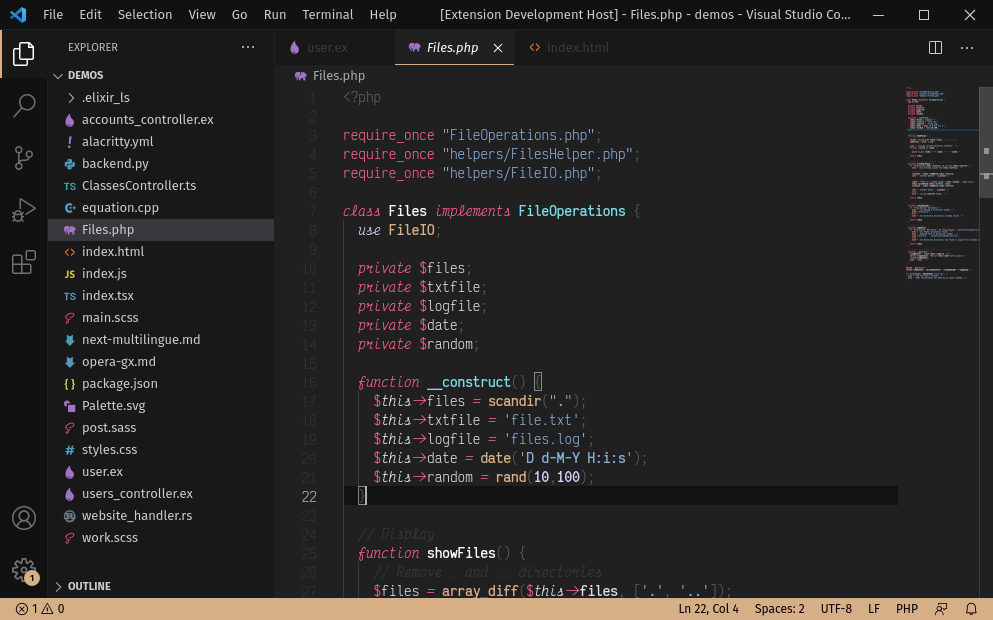 File Edit Selection View Go Run Terminal Help [Extension Development Host] - Files.php - demos - Visual Studio Co...
EXPLORER
DEMOS
.elixir_ls
accounts_controller.ex
alacritty.yml
backend.py
ClassesController.ts
equation.cpp
Files.php
index.html
index.js
index.tsx
main.scss
next-multilingue.md
opera-gx.md
package.json
Palette.svg
post.sass
styles.css
user.ex
users_controller.ex
website_handler.rs
work.scss
OUTLINE
user.ex Files.php index.html
Files.php
1 <?php
2
3 require_once "FileOperations.php";
4 require_once "helpers/FilesHelper.php";
5 require_once "helpers/FileIO.php";
6
7 class Files implements FileOperations {
8 use FileIO;
9
10 private $files;
11 private $txtfile;
12 private $logfile;
13 private $date;
14 private $random;
15
16 function __construct() {
17 $this->files = scandir(".");
18 $this->txtfile = 'file.txt';
19 $this->logfile = 'files.log';
20 $this->date = date('D d-M-Y H:i:s');
21 $this->random = rand(10,100);
22 }
23
24 // Display
25 function showFiles() {
26 // Remove . and .. directories
27 $files = array_diff($this->files, ['.', '..']);
1 0 Ln 22, Col 4 Spaces: 2 UTF-8 LF PHP
1